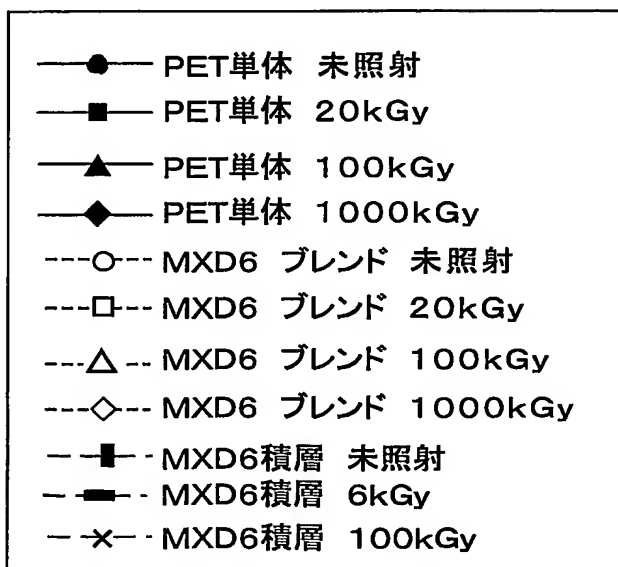 PET単体 未照射
PET単体 20kGy
PET単体 100kGy
PET単体 1000kGy
MXD6 ブレンド 未照射
MXD6 ブレンド 20kGy
MXD6 ブレンド 100kGy
MXD6 ブレンド 1000kGy
MXD6積層 未照射
MXD6積層 6kGy
MXD6積層 100kGy